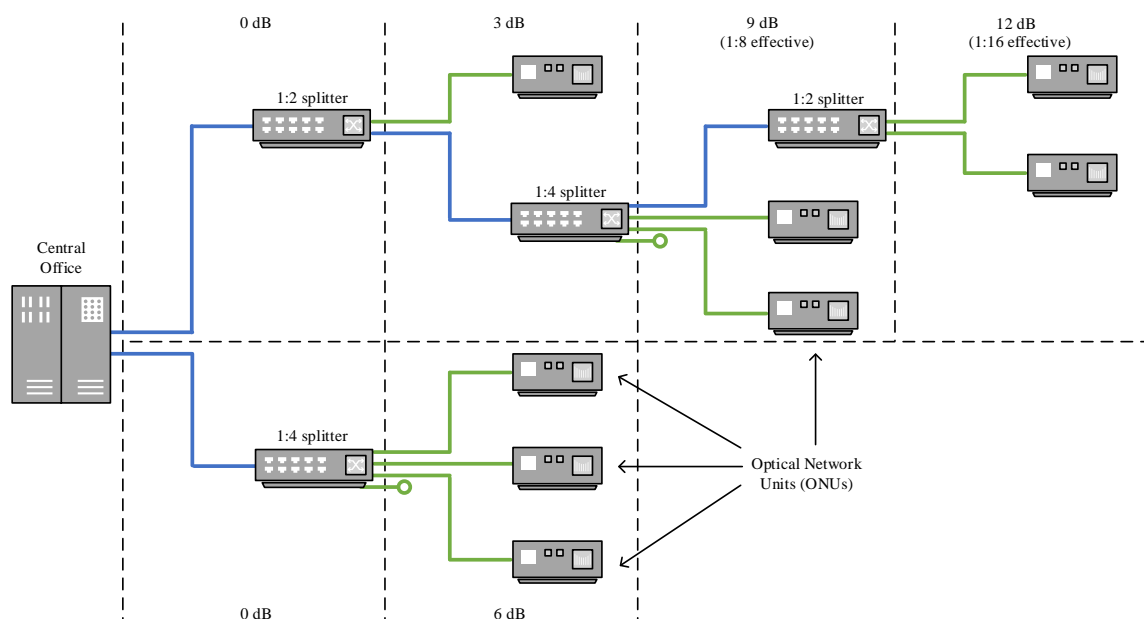 0 dB
3 dB
9 dB
(1:8 effective)
12 dB
(1:16 effective)
1:2 splitter
1:2 splitter
1:4 splitter
Central
Office
1:4 splitter
Optical Network
Units (ONUs)
0 dB
6 dB